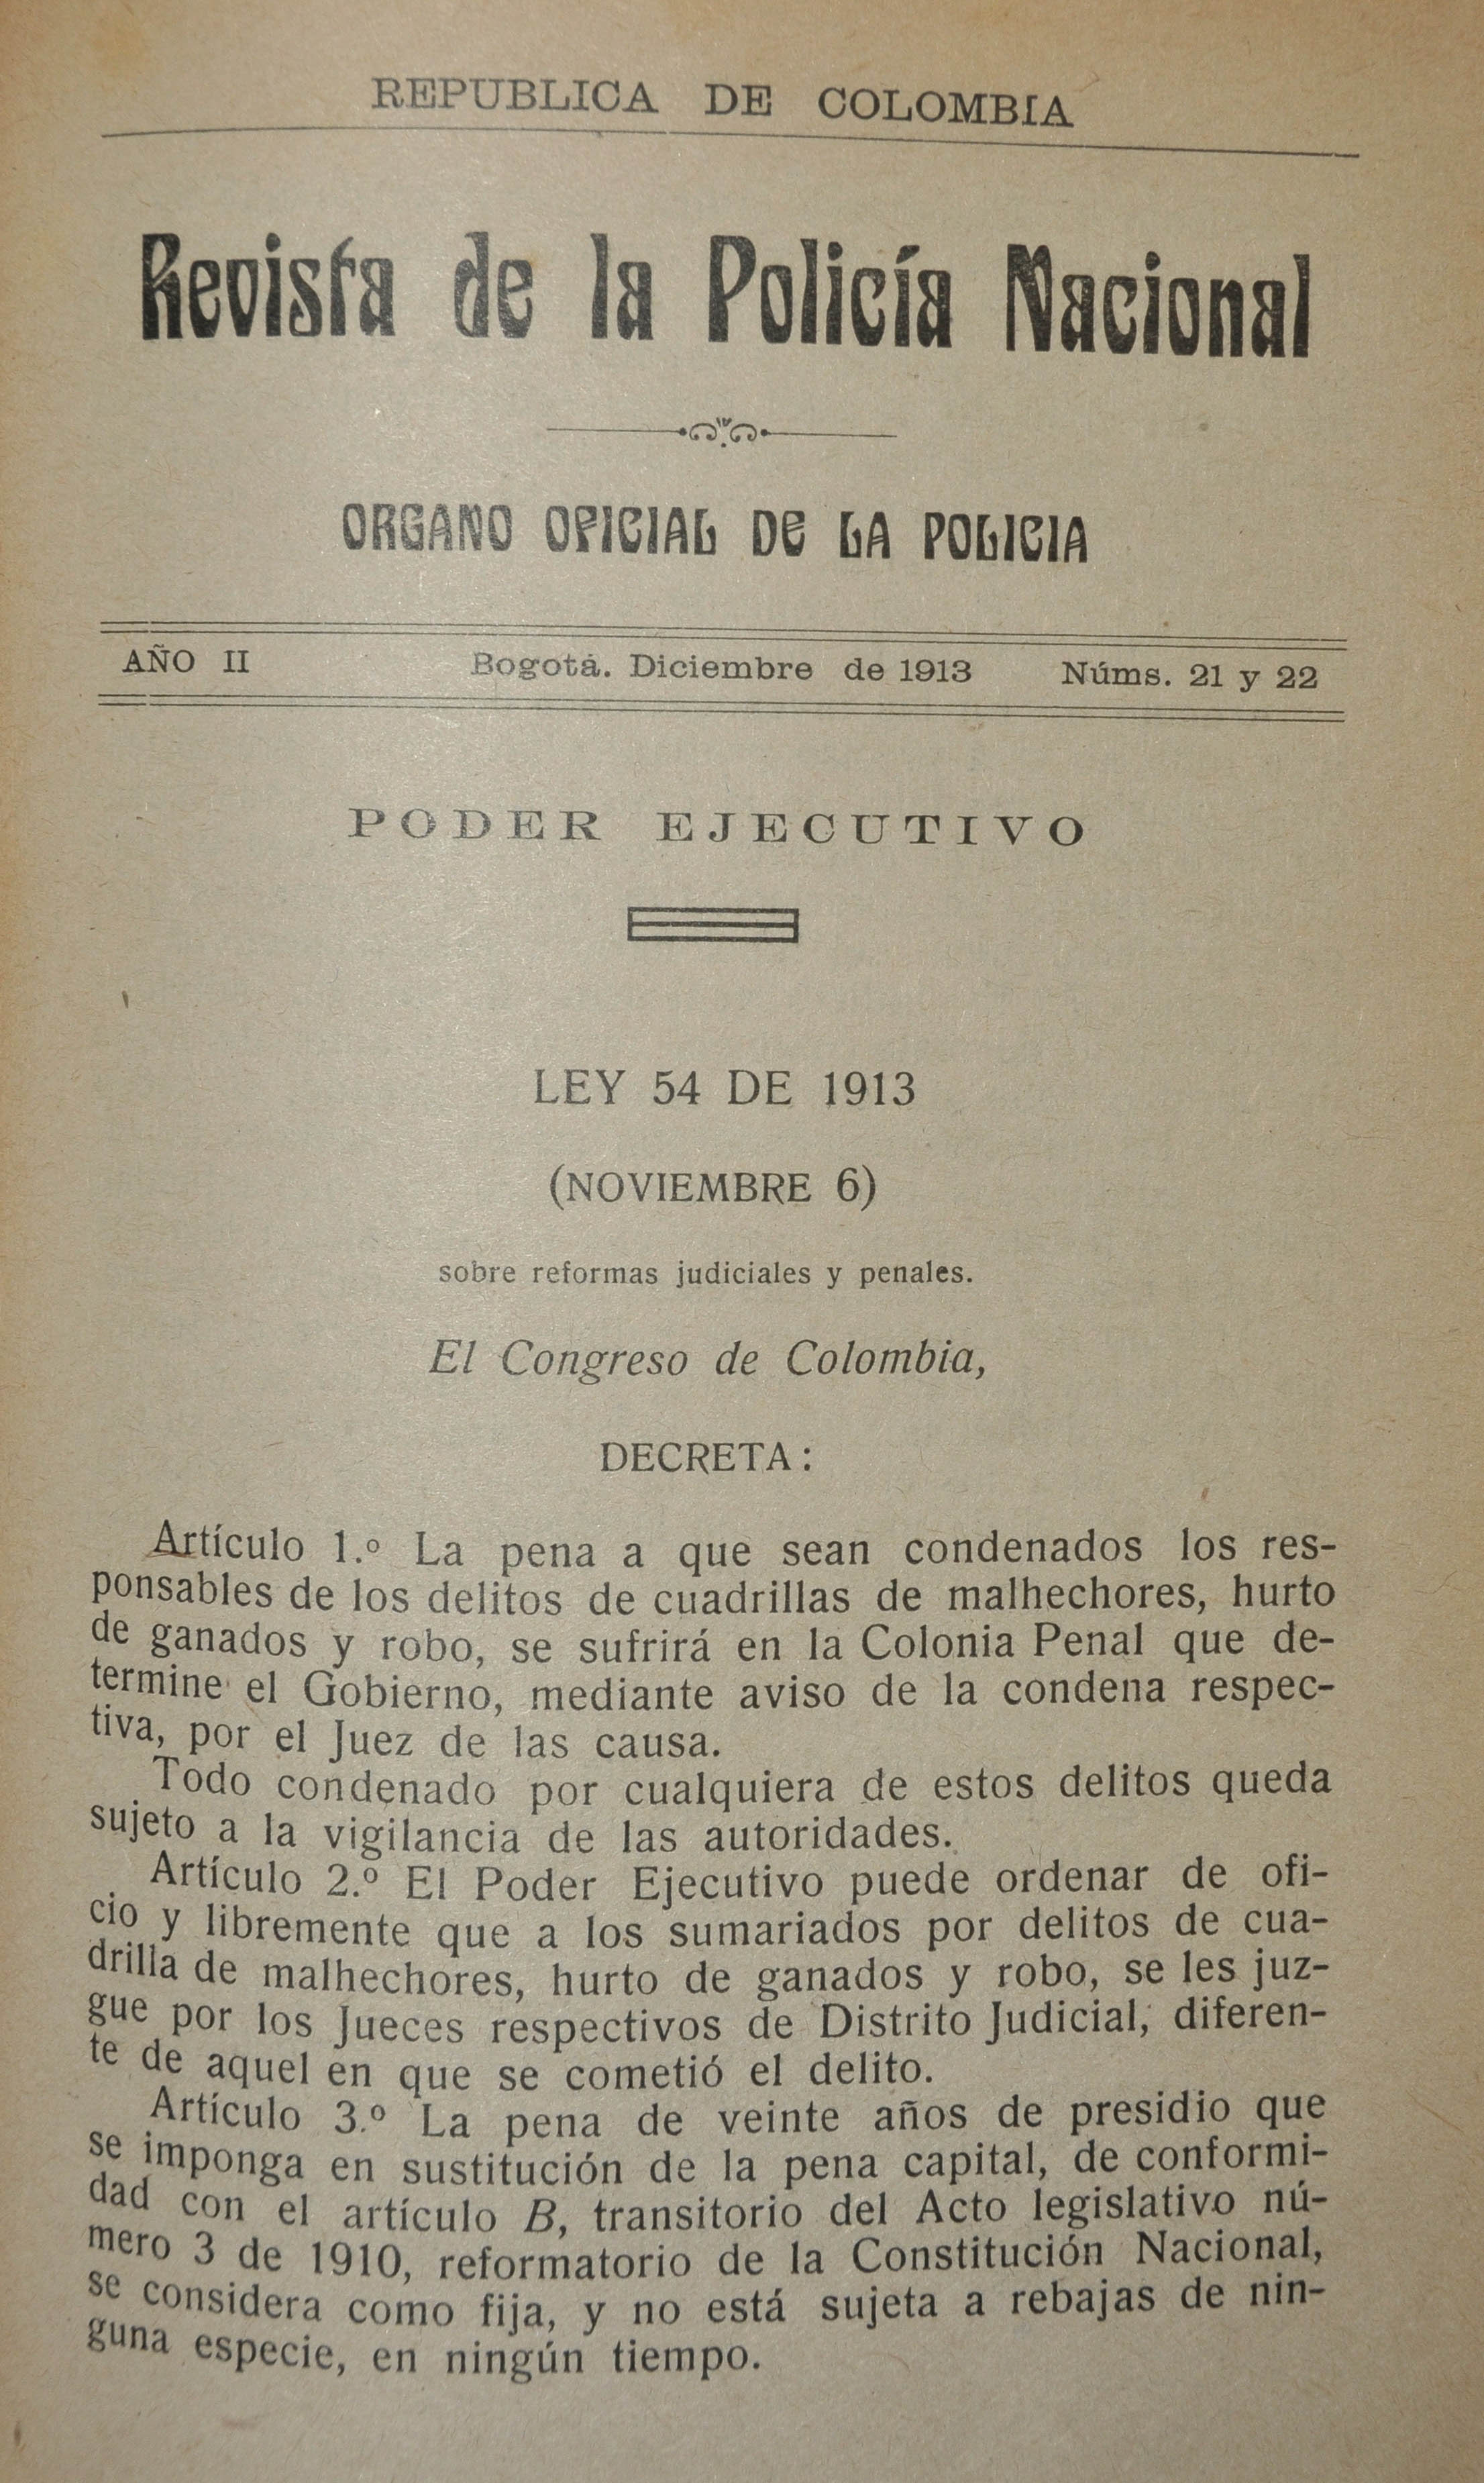 REPUBLICA DE COLOMBIA
Revista de la Policía Nacional
ORGANO OFICIAL DE LA POLICIA
AÑO II Bogotá. Diciembre de 1913 Núms. 21 y 22
PODER EJECUTIVO
LEY 54 DE 1913
(NOVIEMBRE 6)
sobre reformas judiciales y penales.
El Congreso de Colombia,
DECRETA:
Artículo 1.º La pena a que sean condenados los res-
ponsables de los delitos de cuadrillas de malhechores, hurto
de ganados y robo, se sufrirá en la Colonia Penal que de-
termine el Gobierno, mediante aviso de la condena respec-
tiva, por el Juez de las causa.
Todo condenado por cualquiera de estos delitos queda
sujeto a la vigilancia de las autoridades.
Artículo 2.º El Poder Ejecutivo puede ordenar de ofi-
cio y libremente que a los sumariados por delitos de cua-
drilla de malhechores, hurto de ganados y robo, se les juz-
gue por los Jueces respectivos de Distrito Judicial, diferen-
te de aquel en que se cometió el delito.
Artículo 3.º La pena de veinte años de presidio que
se imponga en sustitución de la pena capital, de conformi-
dad con el artículo B, transitorio del Acto legislativo nú-
mero 3 de 1910, reformatorio de la Constitución Nacional,
se considera como fija, y no está sujeta a rebajas de nin-
guna especie, en ningún tiempo.